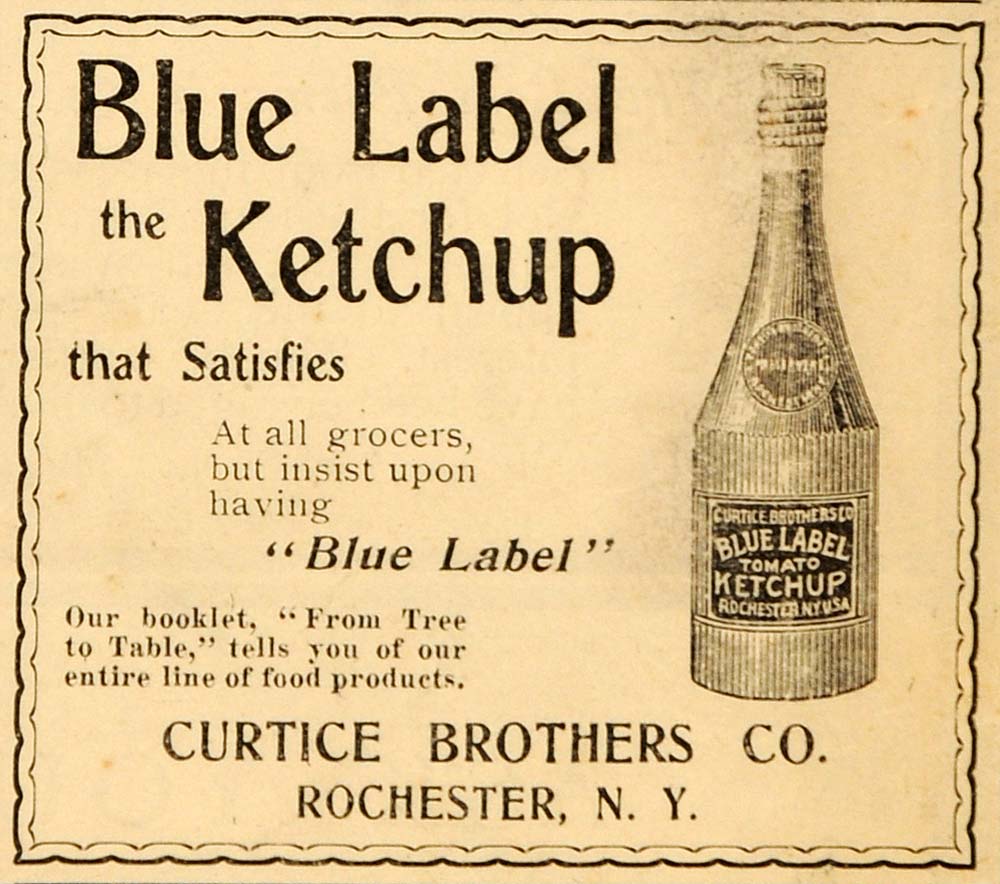 Blue Label
the Ketchup
that Satisfies
At all grocers,
but insist upon
having
“Blue Label”
Our booklet, “From Tree
to Table,” tells you of our
entire line of food products.
CURTICE BROTHERS CO.
ROCHESTER, N. Y.
CURTICE BROTHERS CO
BLUE LABEL
TOMATO
KETCHUP
ROCHESTER N.Y. U.S.A